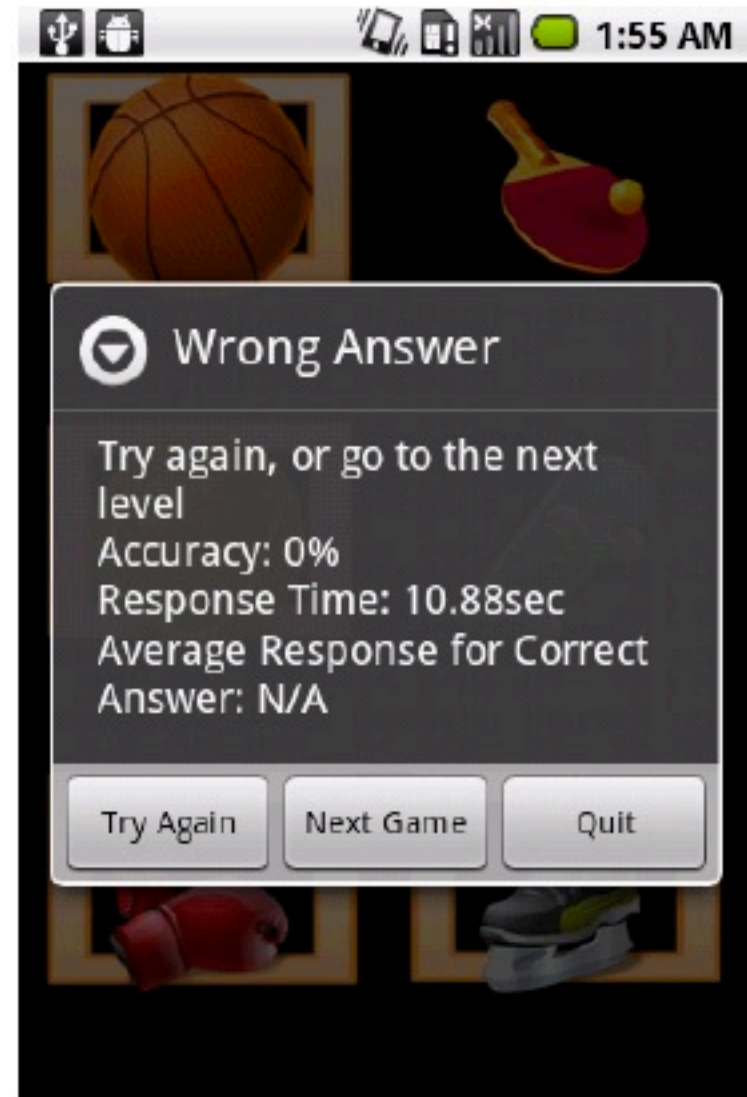 1:55 AM
Wrong Answer
Try again, or go to the next
level
Accuracy: 0%
Response Time: 10.88sec
Average Response for Correct
Answer: N/A
Try Again Next Game Quit